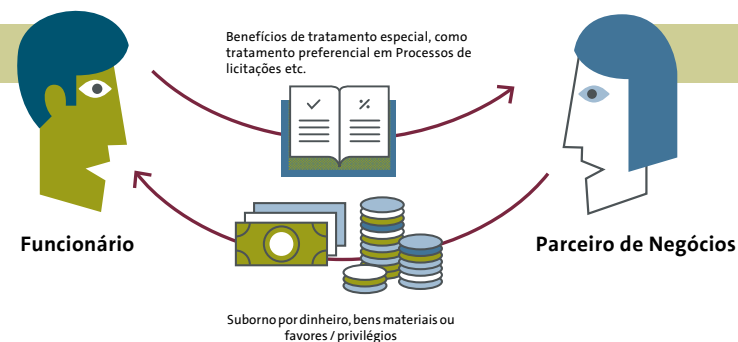 Benefícios de tratamento especial, como
tratamento preferencial em Processos de
licitações etc.
%
Funcionário
Parceiro de Negócios
Suborno por dinheiro, bens materiais ou
favores / privilégios